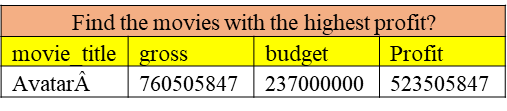 Find the movies with the highest profit?
movie_title gross budget Profit
AvatarÂ 760505847 237000000 523505847